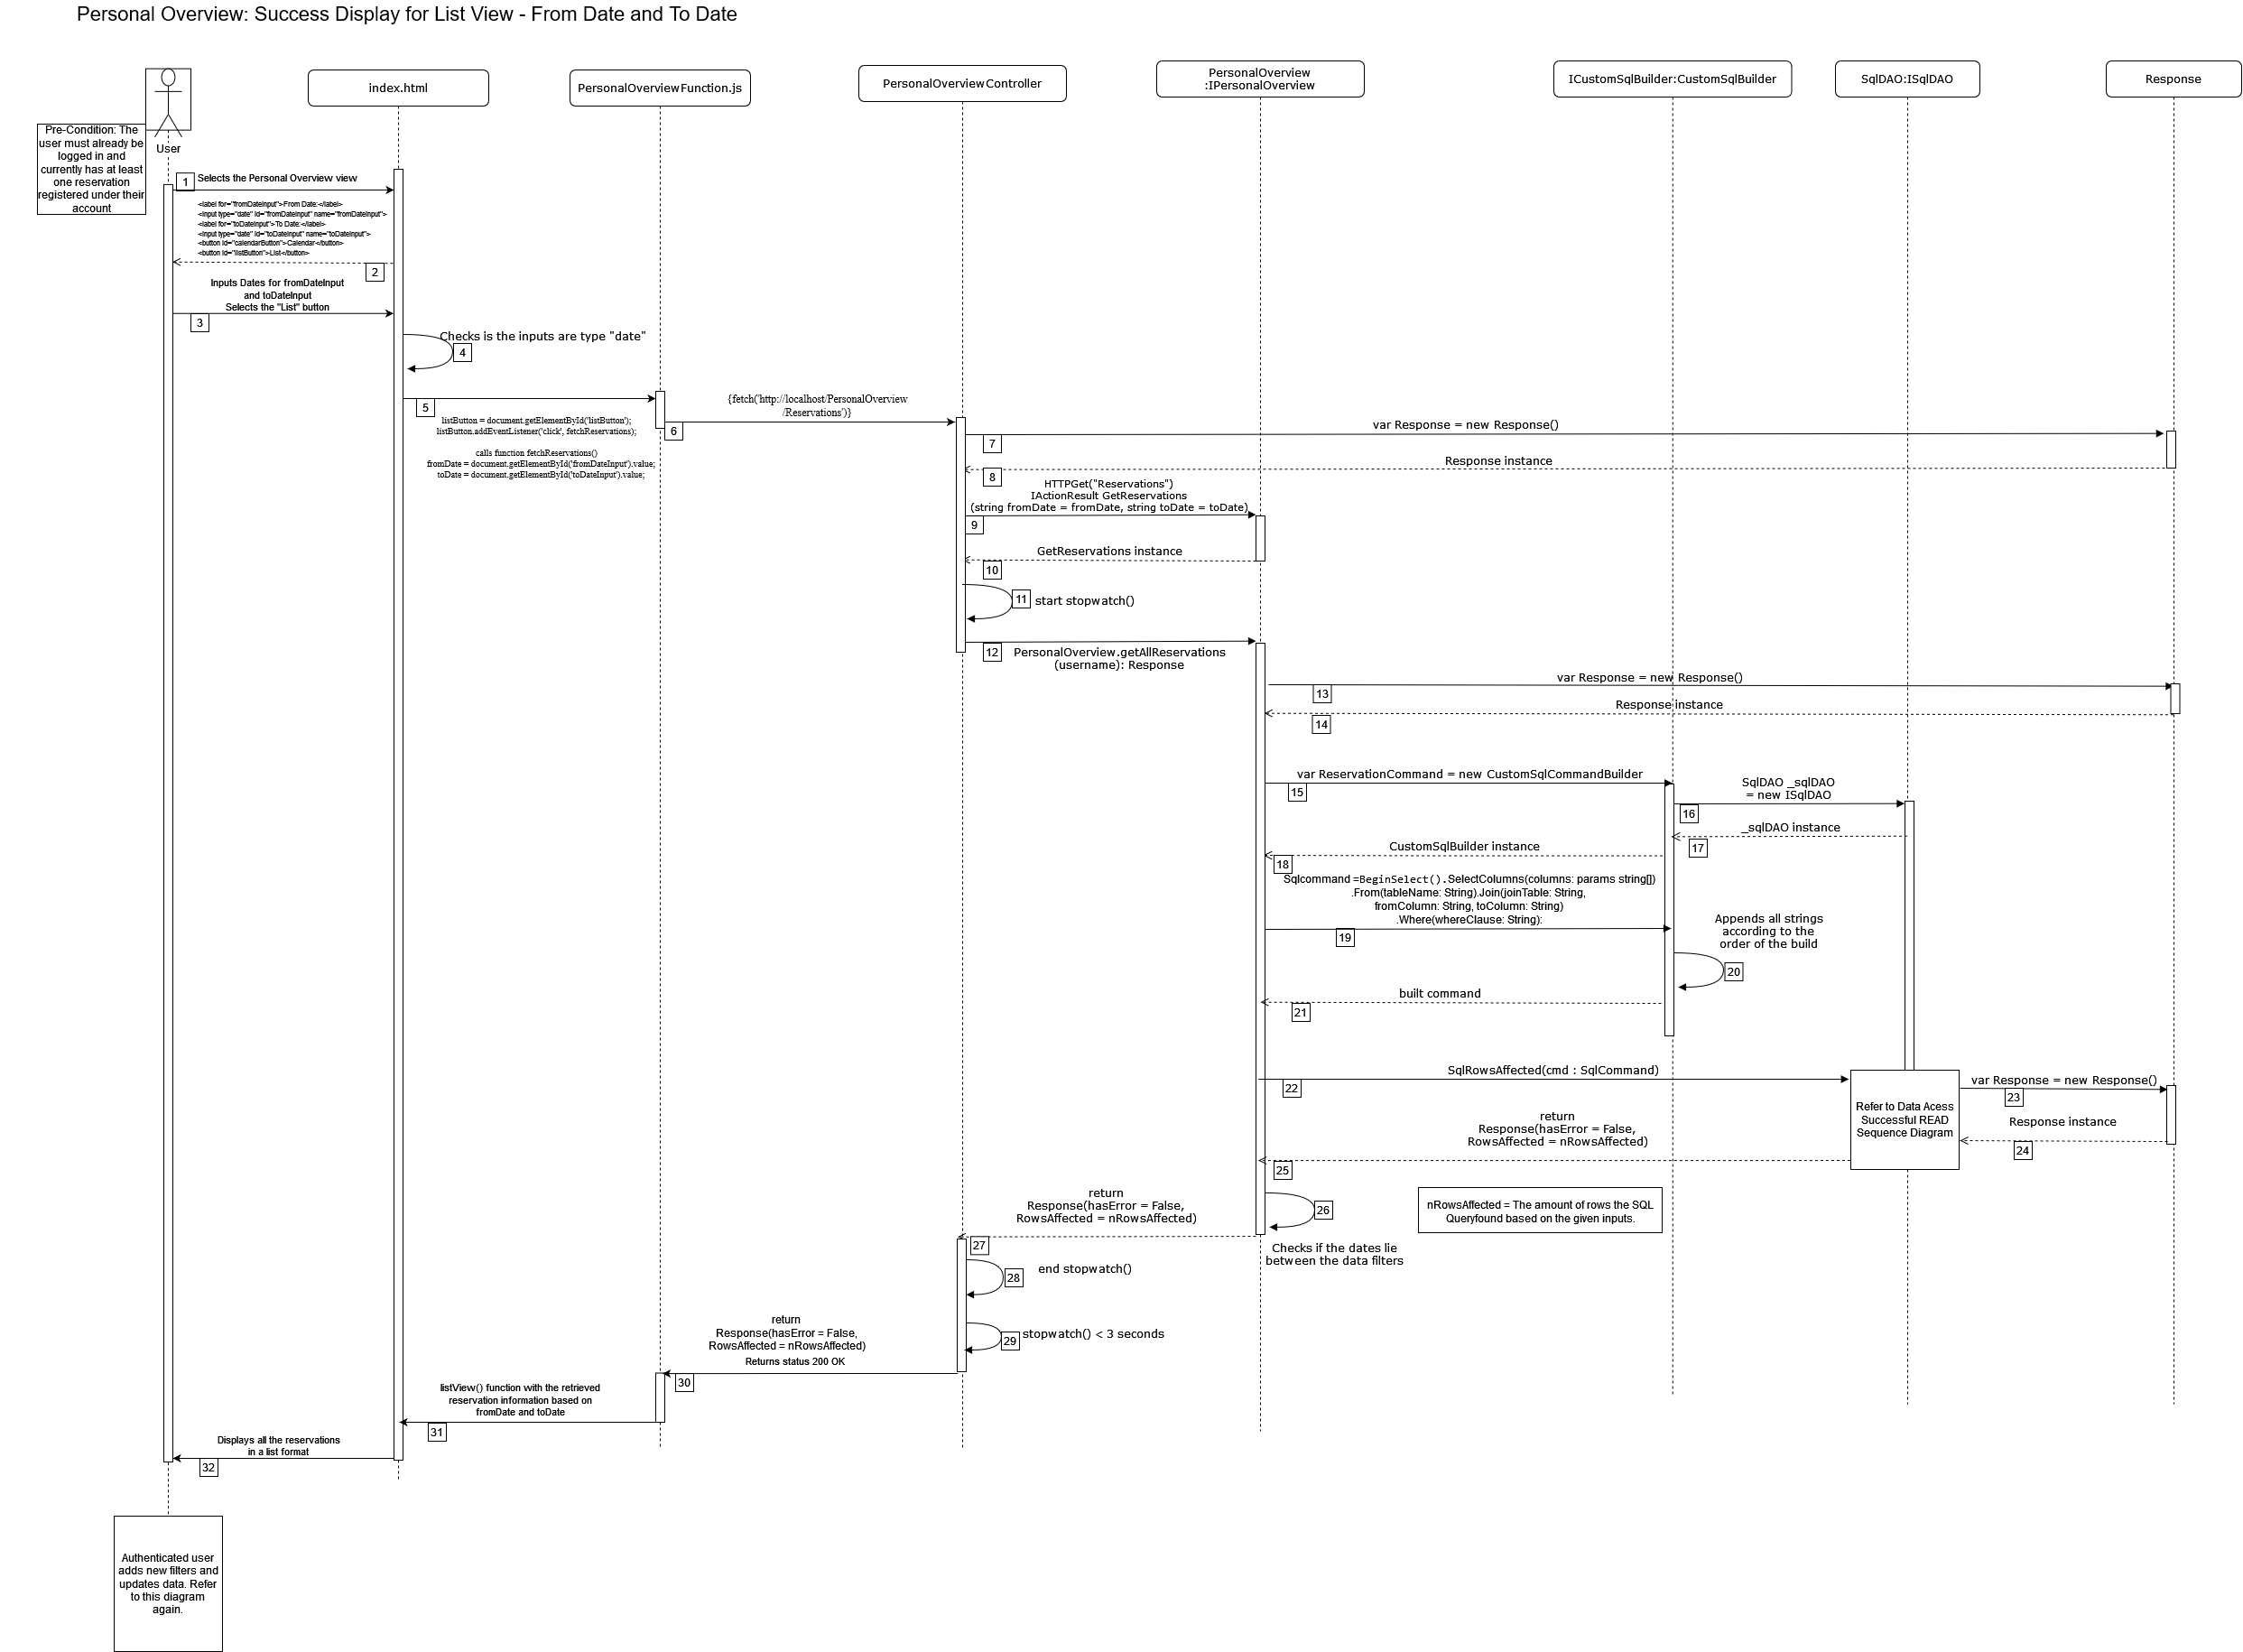 Personal Overview: Success Display for List View - From Date and To Date
index.html
PersonalOverviewFunction.js
PersonalOverviewController
PersonalOverview
:IPersonalOverview
ICustomSqlBuilder:CustomSqlBuilder
SqlDAO:ISqlDAO
Response
User
Pre-Condition: The
user must already be
logged in and
currently has at least
one reservation
registered under their
account
1
Selects the Personal Overview view
<label for="fromDateInput">From Date:</label>
<input type="date" id="fromDateInput" name="fromDateInput">
<label for="toDateInput">To Date:</label>
<input type="date" id="toDateInput" name="toDateInput">
<button id="calendarButton">Calendar</button>
<button id="listButton">List</button>
2
Inputs Dates for fromDateInput
and toDateInput
Selects the "List" button
3
Checks is the inputs are type "date"
4
5
listButton = document.getElementById('listButton');
listButton.addEventListener('click', fetchReservations);
calls function fetchReservations()
fromDate = document.getElementById('fromDateInput').value;
toDate = document.getElementById('toDateInput').value;
{fetch('http://localhost/PersonalOverview
/Reservations')}
6
var Response = new Response()
7
Response instance
8
HTTPGet("Reservations")
IActionResult GetReservations
(string fromDate = fromDate, string toDate = toDate)
9
GetReservations instance
10
11
start stopwatch()
12
PersonalOverview.getAllReservations
(username): Response
var Response = new Response()
13
Response instance
14
var ReservationCommand = new CustomSqlCommandBuilder
15
SqlDAO _sqlDAO
= new ISqlDAO
16
_sqlDAO instance
17
CustomSqlBuilder instance
18
Sqlcommand =BeginSelect().SelectColumns(columns: params string[])
.From(tableName: String).Join(joinTable: String,
fromColumn: String, toColumn: String)
.Where(whereClause: String):
19
Appends all strings
according to the
order of the build
20
built command
21
SqlRowsAffected(cmd : SqlCommand)
22
Refer to Data Acess
Successful READ
Sequence Diagram
var Response = new Response()
23
Response instance
24
return
Response(hasError = False,
RowsAffected = nRowsAffected)
25
26
nRowsAffected = The amount of rows the SQL
Queryfound based on the given inputs.
Checks if the dates lie
between the data filters
return
Response(hasError = False,
RowsAffected = nRowsAffected)
27
28
end stopwatch()
29
stopwatch() < 3 seconds
return
Response(hasError = False,
RowsAffected = nRowsAffected)
Returns status 200 OK
30
listView() function with the retrieved
reservation information based on
fromDate and toDate
31
Displays all the reservations
in a list format
32
Authenticated user
adds new filters and
updates data. Refer
to this diagram
again.